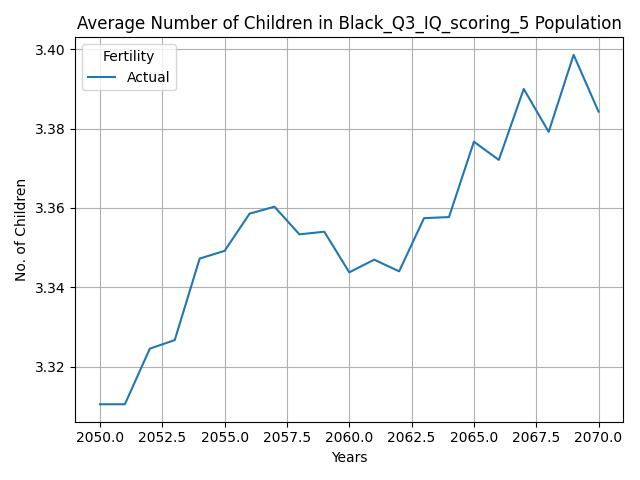 Average Number of Children in Black_Q3_IQ_scoring_5 Population
Fertility
Actual
3.40
3.38
3.36
3.34
3.32
No. of Children
2050.0 2052.5 2055.0 2057.5 2060.0 2062.5 2065.0 2067.5 2070.0
Years